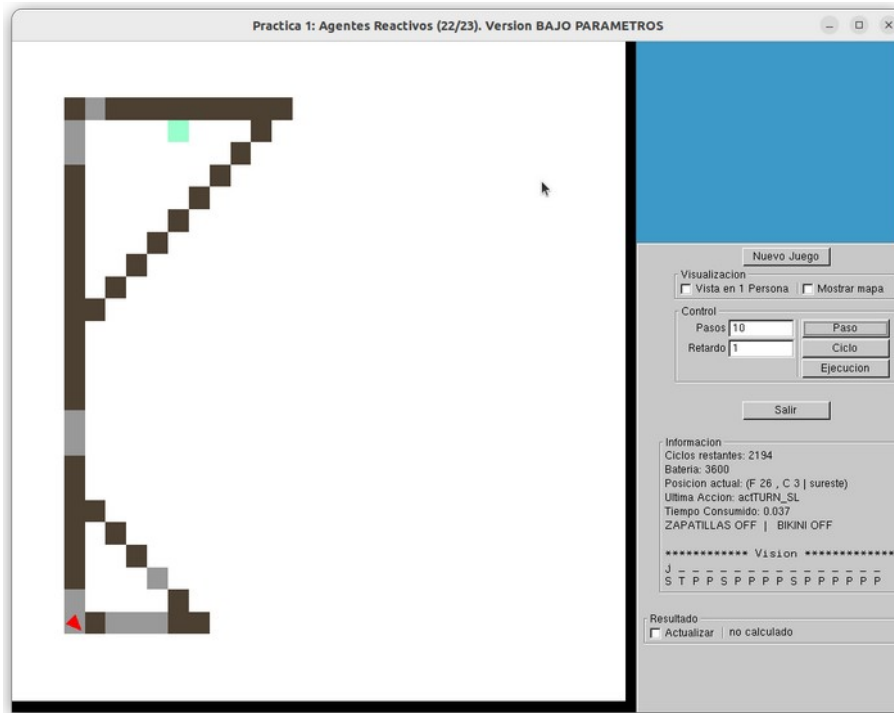 Practica 1: Agentes Reactivos (22/23). Version BAJO PARAMETROS
Nuevo Juego
Visualizacion
Vista en 1 Persona
Mostrar mapa
Control
Pasos 10
Paso
Retardo 1
Ciclo
Ejecucion
Salir
Informacion
Ciclos restantes: 2194
Bateria: 3600
Posicion actual: (F 26 , C 3 | sureste)
Ultima Accion: actTURN_SL
Tiempo Consumido: 0.037
ZAPATILLAS OFF | BIKINI OFF
************ Vision ************
J _ _ _ _ _ _ _ _ _ _ _ _ _ _ _
S T P P S P P P P S P P P P P P
Resultado
Actualizar
no calculado